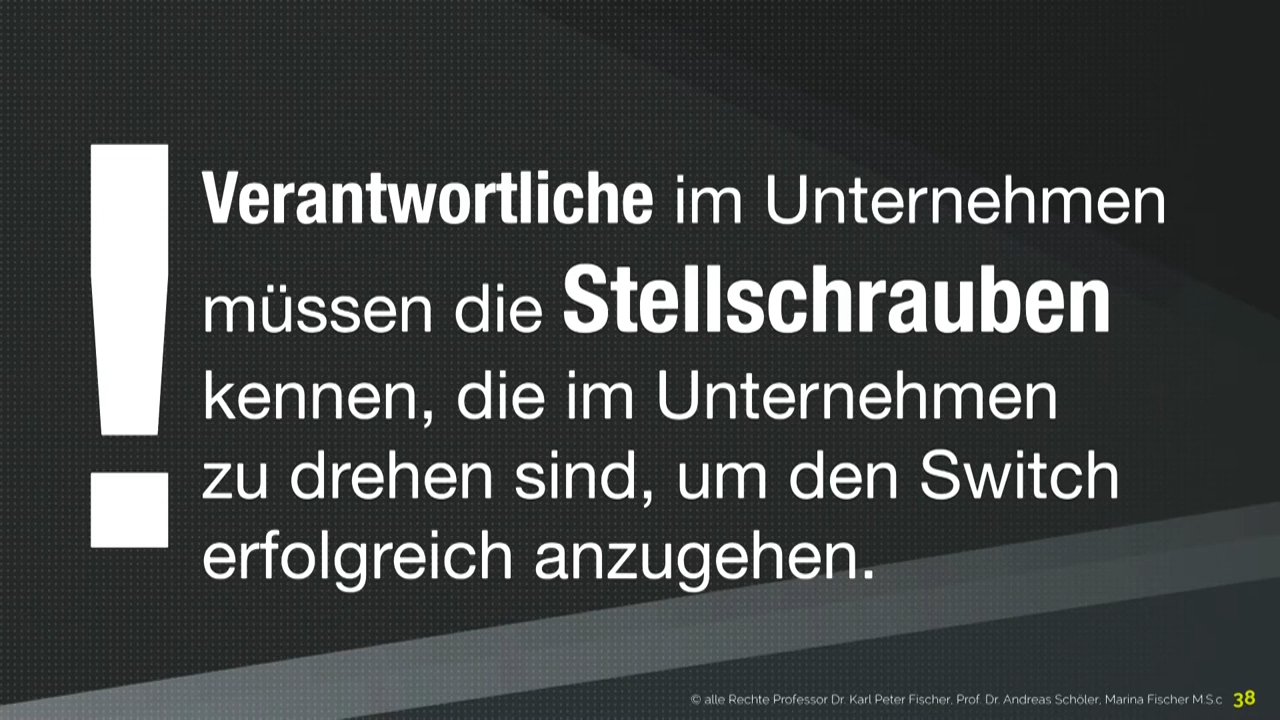 !
Verantwortliche im Unternehmen
müssen die Stellschrauben
kennen, die im Unternehmen
zu drehen sind, um den Switch
erfolgreich anzugehen.
© alle Rechte Professor Dr. Karl Peter Fischer, Prof. Dr. Andreas Schöler, Marina Fischer M.S.c 38